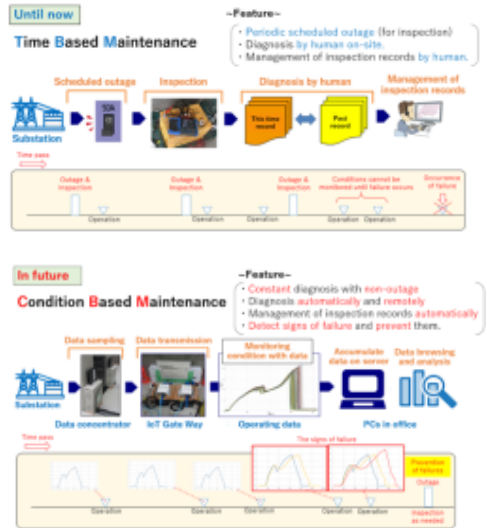 Until now
~Feature~
Time Based Maintenance
・Periodic scheduled outage (for inspection)
・Diagnosis by human on-site.
・Management of inspection records by human.
Scheduled outage
Inspection
Diagnosis by human
Management of
inspection records
This time
record
Past
record
Substation
Time pass
Outage &
Inspection
Outage &
Inspection
Outage &
Inspection
Conditions cannot be
monitored until failure occurs
Occurrence
of failure
Operation
Operation
Operation
Operation
Operation
In future
~Feature~
Condition Based Maintenance
・Constant diagnosis with non-outage
・Diagnosis automatically and remotely
・Management of inspection records automatically
・Detect signs of failure and prevent them.
Data sampling
Data transmission
Monitoring
condition with data
Accumulate
data on server
Data browsing
and analysis
Substation
Data concentrator
IoT Gate Way
Operating data
PCs in office
Time pass
The signs of failure
Prevention
of failures
Outage
Operation
Operation
Operation
Operation
Operation
Inspection
as needed